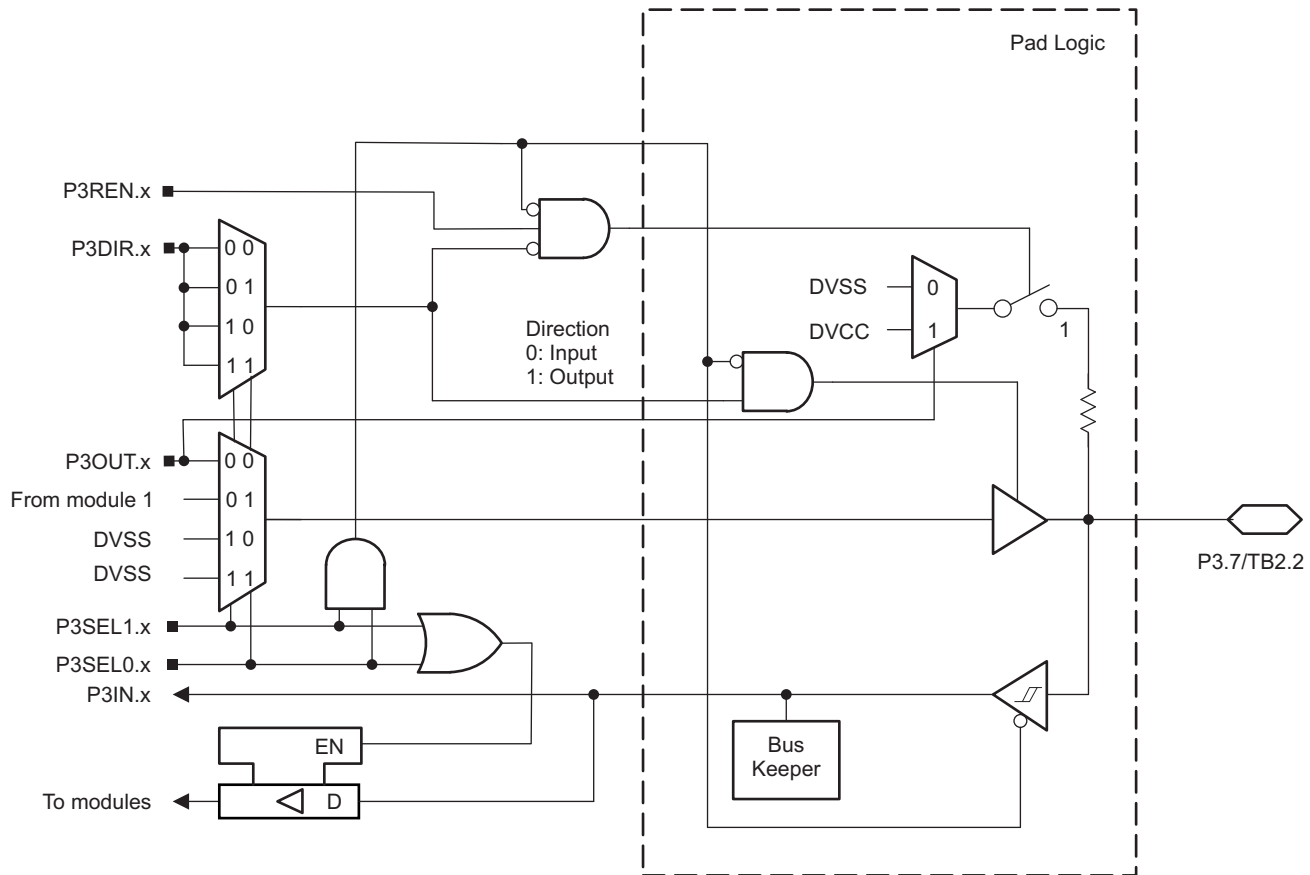 Pad Logic
P3REN.x
P3DIR.x
0 0
0 1
1 0
1 1
Direction
0: Input
1: Output
DVSS
0
DVCC
1
1
P3OUT.x
0 0
From module 1
0 1
DVSS
1 0
DVSS
1 1
P3.7/TB2.2
P3SEL1.x
P3SEL0.x
P3IN.x
EN
Bus
Keeper
To modules
D